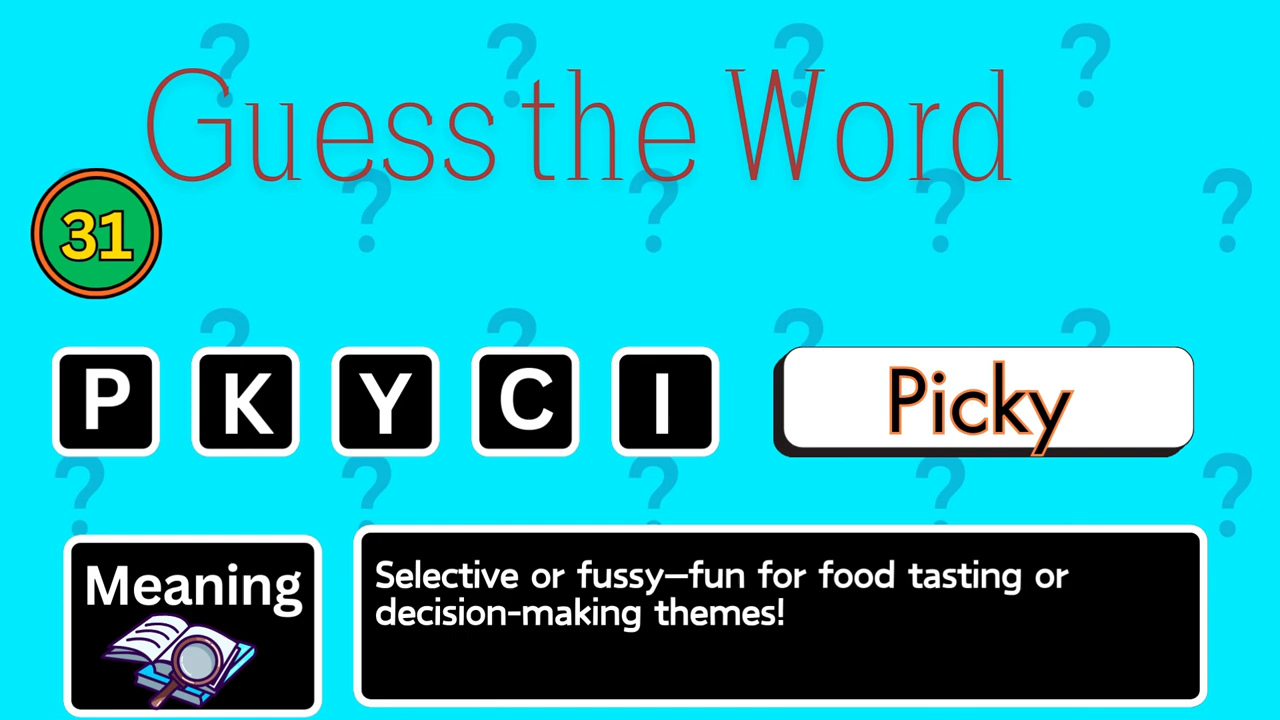 Guess the Word
31
P K Y C I
Picky
Meaning
Selective or fussy—fun for food tasting or
decision-making themes!